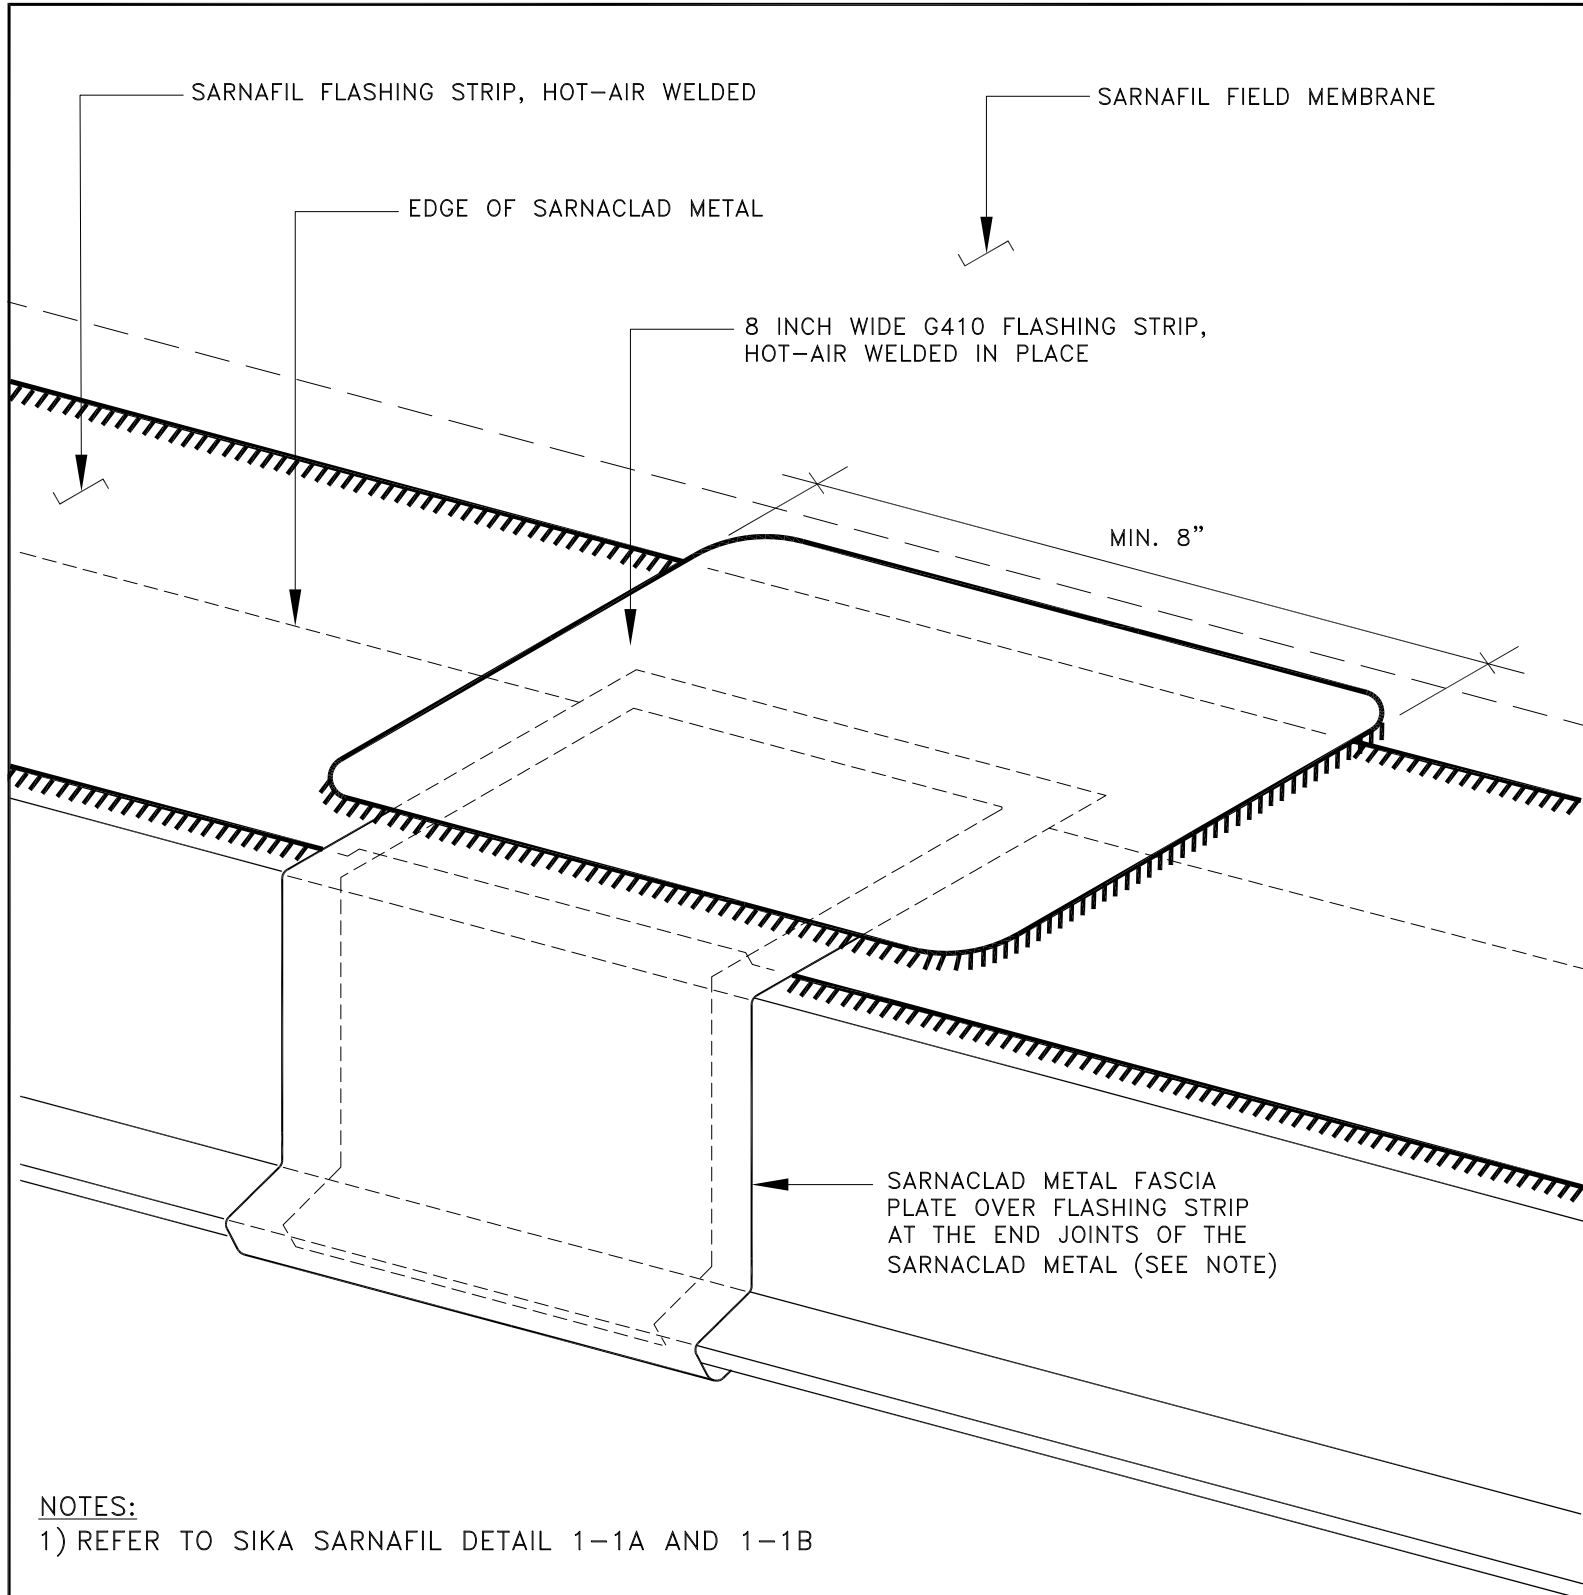 SARNAFIL FLASHING STRIP, HOT-AIR WELDED
SARNAFIL FIELD MEMBRANE
EDGE OF SARNACLAD METAL
8 INCH WIDE G410 FLASHING STRIP,
HOT-AIR WELDED IN PLACE
MIN. 8”
SARNACLAD METAL FASCIA
PLATE OVER FLASHING STRIP
AT THE END JOINTS OF THE
SARNACLAD METAL (SEE NOTE)
NOTES:
1) REFER TO SIKA SARNAFIL DETAIL 1-1A AND 1-1B